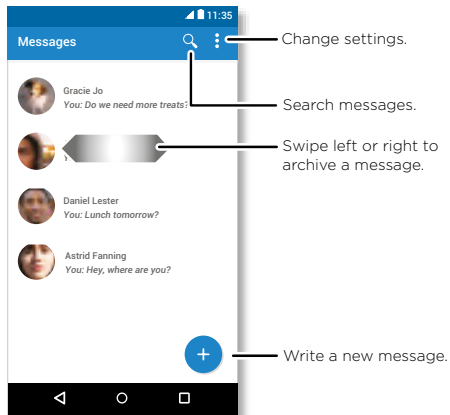 11:35
Messages
Change settings.
Gracie Jo
You: Do we need more treats?
Search messages.
Swipe left or right to
archive a message.
Daniel Lester
You: Lunch tomorrow?
Astrid Fanning
You: Hey, where are you?
+
Write a new message.